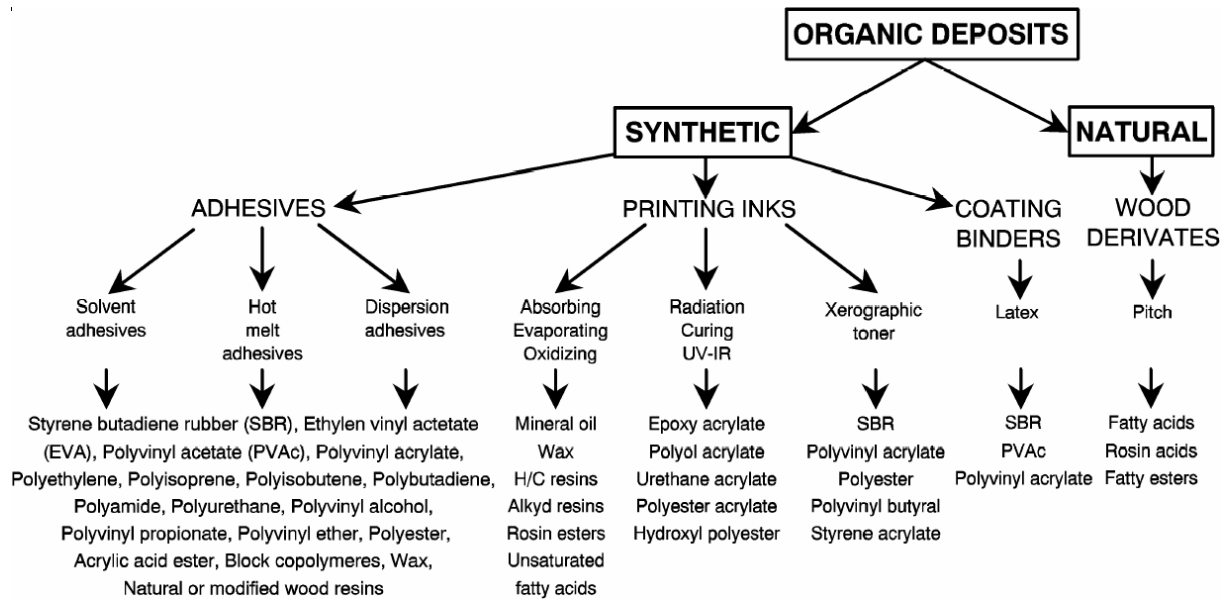 ORGANIC DEPOSITS
SYNTHETIC
NATURAL
ADHESIVES
PRINTING INKS
COATING
BINDERS
WOOD
DERIVATES
Solvent
adhesives
Hot
melt
adhesives
Dispersion
adhesives
Absorbing
Evaporating
Oxidizing
Radiation
Curing
UV-IR
Xerographic
toner
Latex
Pitch
Styrene butadiene rubber (SBR), Ethylen vinyl actetate
(EVA), Polyvinyl acetate (PVAc), Polyvinyl acrylate,
Polyethylene, Polyisoprene, Polyisobutene, Polybutadiene,
Polyamide, Polyurethane, Polyvinyl alcohol,
Polyvinyl propionate, Polyvinyl ether, Polyester,
Acrylic acid ester, Block copolymeres, Wax,
Natural or modified wood resins
Mineral oil
Wax
H/C resins
Alkyd resins
Rosin esters
Unsaturated
fatty acids
Epoxy acrylate
Polyol acrylate
Urethane acrylate
Polyester acrylate
Hydroxyl polyester
SBR
Polyvinyl acrylate
Polyester
Polyvinyl butyral
Styrene acrylate
SBR
PVAc
Polyvinyl acrylate
Fatty acids
Rosin acids
Fatty esters